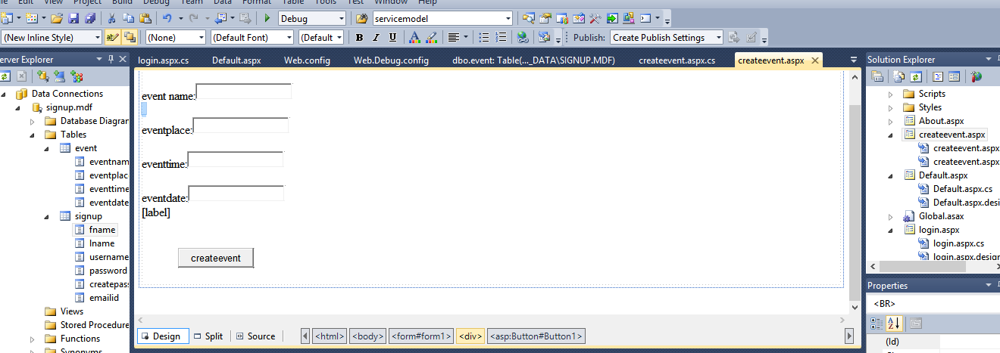 File Edit View Project Build Debug Team Data Format Table Tools Test Window Help
Debug servicemodel
(New Inline Style) (None) (Default Font) (Default B I U A Publish: Create Publish Settings
erver Explorer
login.aspx.cs Default.aspx Web.config Web.Debug.config dbo.event: Table(..._DATA\SIGNUP.MDF) createevent.aspx.cs createevent.aspx
Solution Explorer
Data Connections
signup.mdf
Database Diagran
Tables
event
eventnam
eventplac
eventtime
eventdate
signup
fname
lname
username
password
createpas
emailid
Views
Stored Procedure
Functions
Synonyms
event name:
eventplace:
eventtime:
eventdate:
[label]
createevent
Design Split Source <html> <body> <form#form1> <div> <asp:Button#Button1>
Scripts
Styles
About.aspx
createevent.aspx
createevent.aspx
createevent.aspx
Default.aspx
Default.aspx.cs
Default.aspx.des
Global.asax
login.aspx
login.aspx.cs
login.aspx.design
Properties
<BR>
(Id)